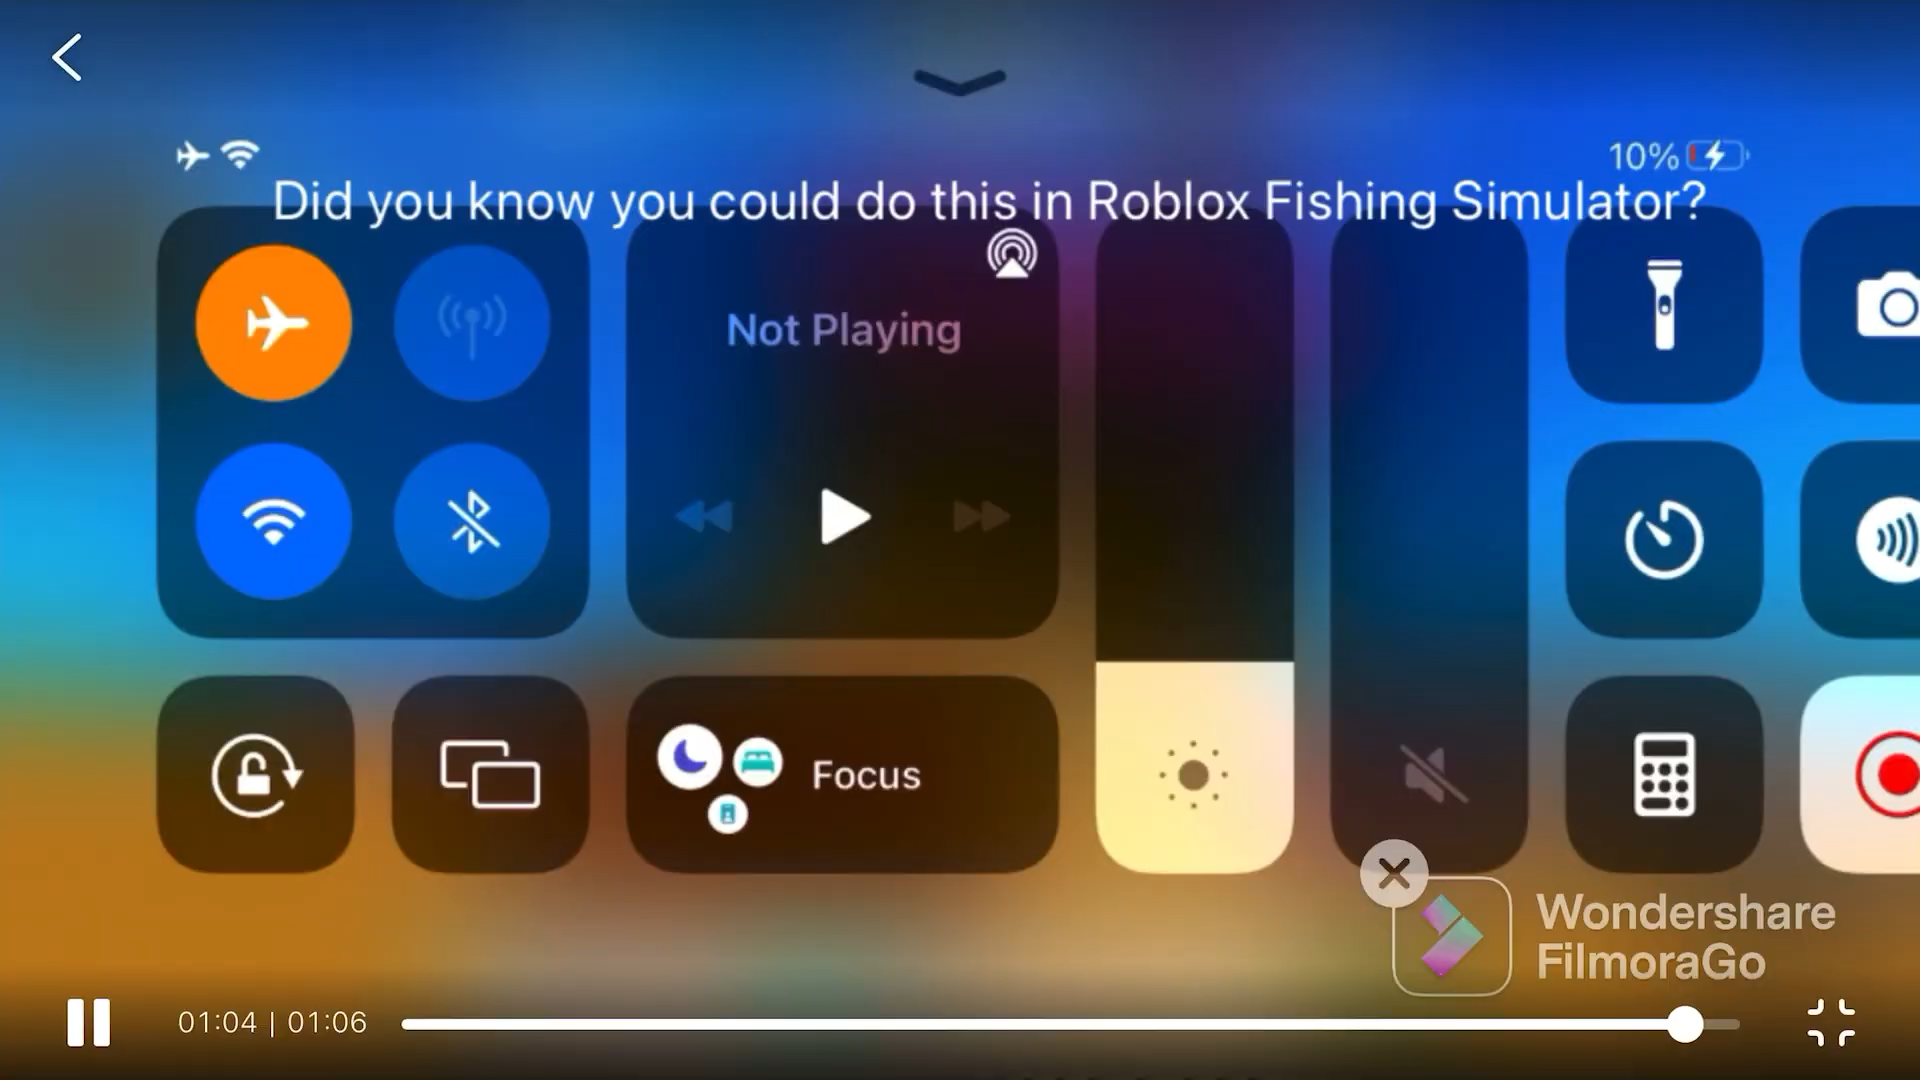 10%
Did you know you could do this in Roblox Fishing Simulator?
Not Playing
Focus
Wondershare
FilmoraGo
01:04 | 01:06